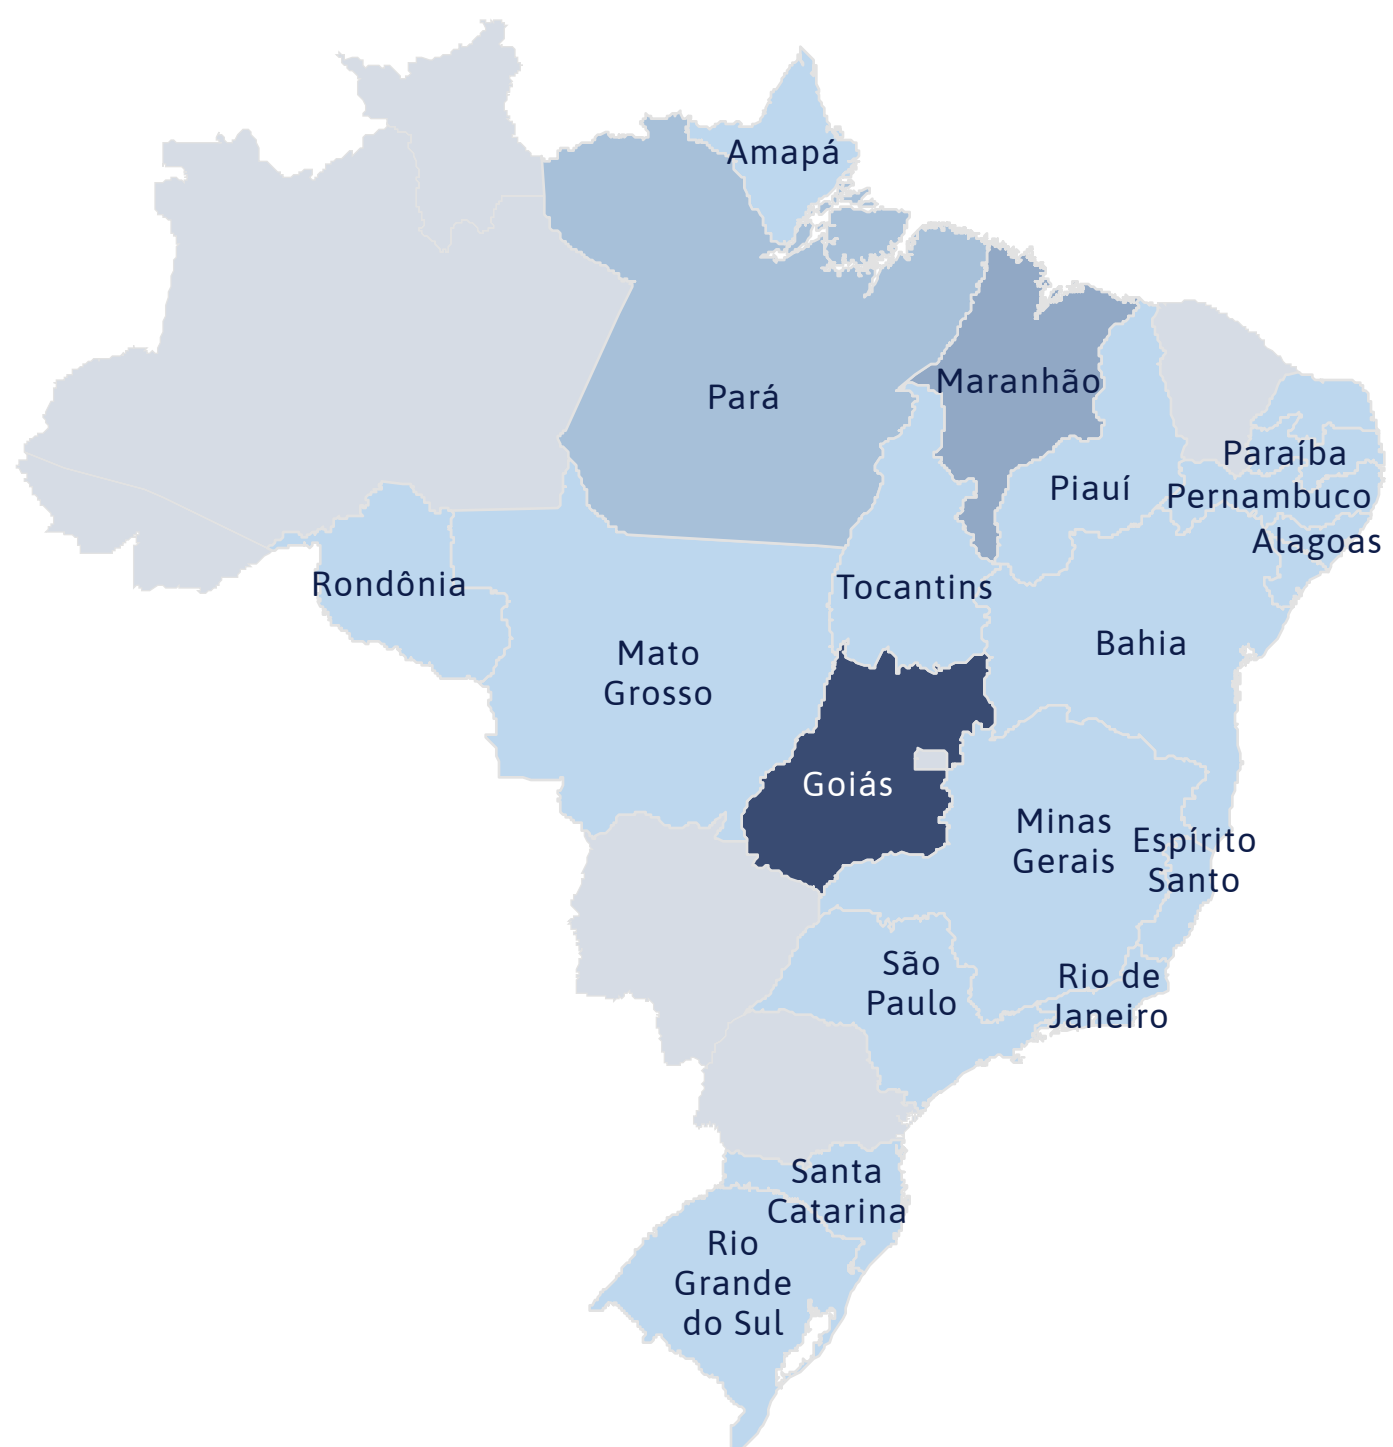 Amapá
Pará
Maranhão
Paraíba
Piauí
Pernambuco
Alagoas
Rondônia
Tocantins
Mato
Grosso
Bahia
Goiás
Minas
Gerais
Espírito
Santo
São
Paulo
Rio de
Janeiro
Santa
Catarina
Rio
Grande
do Sul